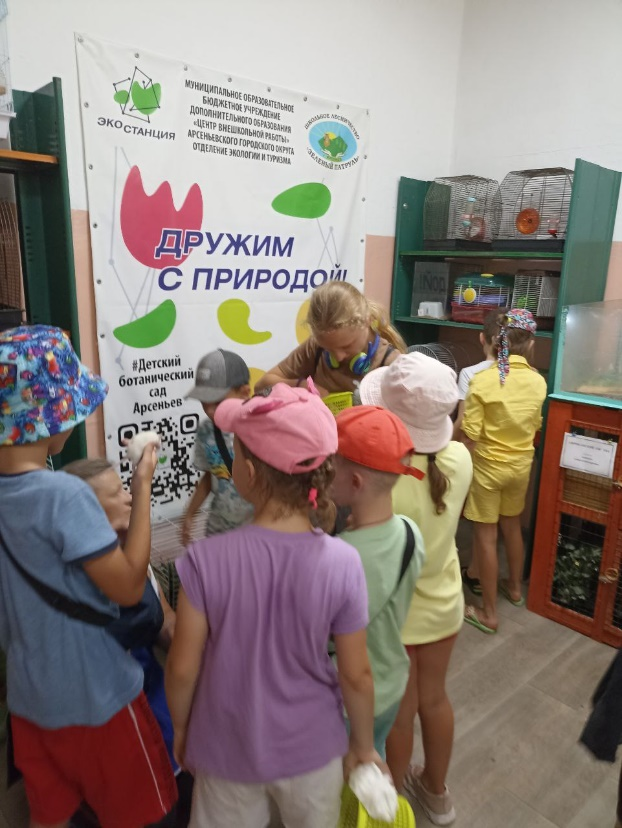 ЭКОСТАНЦИЯ
МУНИЦИПАЛЬНОЕ ОБРАЗОВАТЕЛЬНОЕ
БЮДЖЕТНОЕ УЧРЕЖДЕНИЕ
ДОПОЛНИТЕЛЬНОГО ОБРАЗОВАНИЯ
«ЦЕНТР ВНЕШКОЛЬНОЙ РАБОТЫ»
АРСЕНЬЕВСКОГО ГОРОДСКОГО ОКРУГА
ОТДЕЛЕНИЕ ЭКОЛОГИИ И ТУРИЗМА
ШКОЛЬНОЕ ЛЕСНИЧЕСТВО
"ЗЕЛЕНЫЙ ПАТРУЛЬ"
ДРУЖИМ
С ПРИРОДОЙ!
#Детский
ботанический
сад
Арсеньев